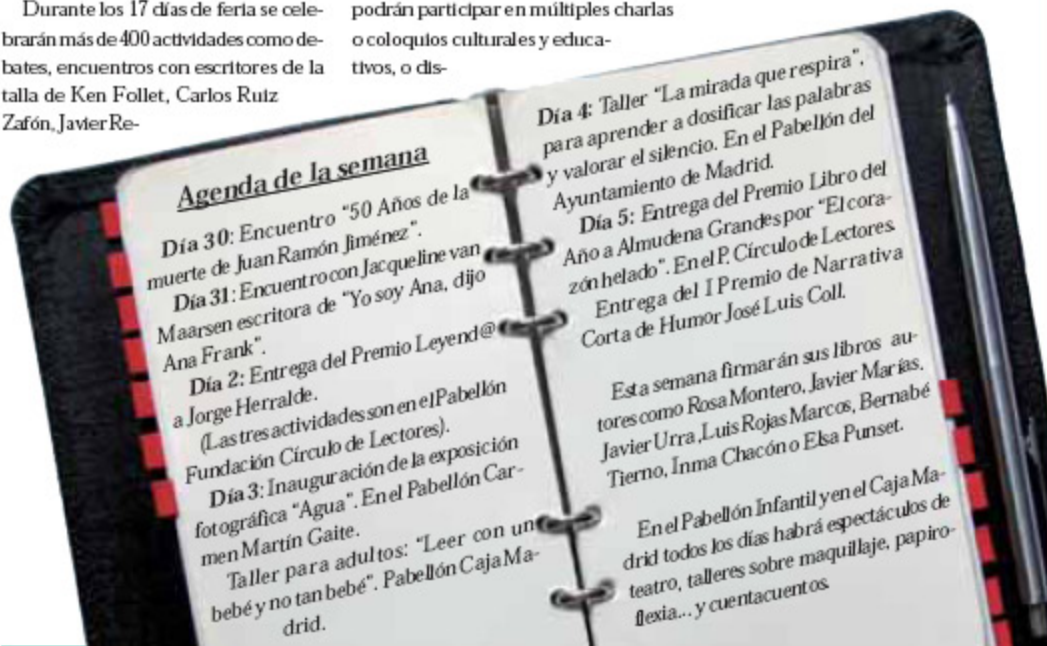 Durante los 17 días de feria se cele-
brarán más de 400 actividades como de-
bates, encuentros con escritores de la
talla de Ken Follet, Carlos Ruiz
Zafón, Javier Re-
podrán participar en múltiples charlas
o coloquios culturales y educa-
tivos, o dis-
Agenda de la semana
Día 30: Encuentro "50 Años de la
muerte de Juan Ramón Jiménez".
Día 31: Encuentro con Jacqueline van
Maarsen escritora de "Yo soy Ana, dijo
Ana Frank".
Día 2: Entrega del Premio Leyend@
a Jorge Herralde.
(Las tres actividades son en el Pabellón
Fundación Círculo de Lectores).
Día 3: Inauguración de la exposición
fotográfica "Agua". En el Pabellón Car-
men Martín Gaite.
Taller para adultos: "Leer con un
bebé y no tan bebé". Pabellón Caja Ma-
drid.
Día 4: Taller "La mirada que respira",
para aprender a dosificar las palabras
y valorar el silencio. En el Pabellón del
Ayuntamiento de Madrid.
Día 5: Entrega del Premio Libro del
Año a Almudena Grandes por "El cora-
zón helado". En el P. Círculo de Lectores.
Entrega del I Premio de Narrativa
Corta de Humor José Luis Coll.
Esta semana firmarán sus libros au-
tores como Rosa Montero, Javier Marías,
Javier Urra, Luis Rojas Marcos, Bernabé
Tierno, Inma Chacón o Elsa Punset.
En el Pabellón Infantil y en el Caja Ma-
drid todos los días habrá espectáculos de
teatro, talleres sobre maquillaje, papiro-
flexia... y cuentacuentos.